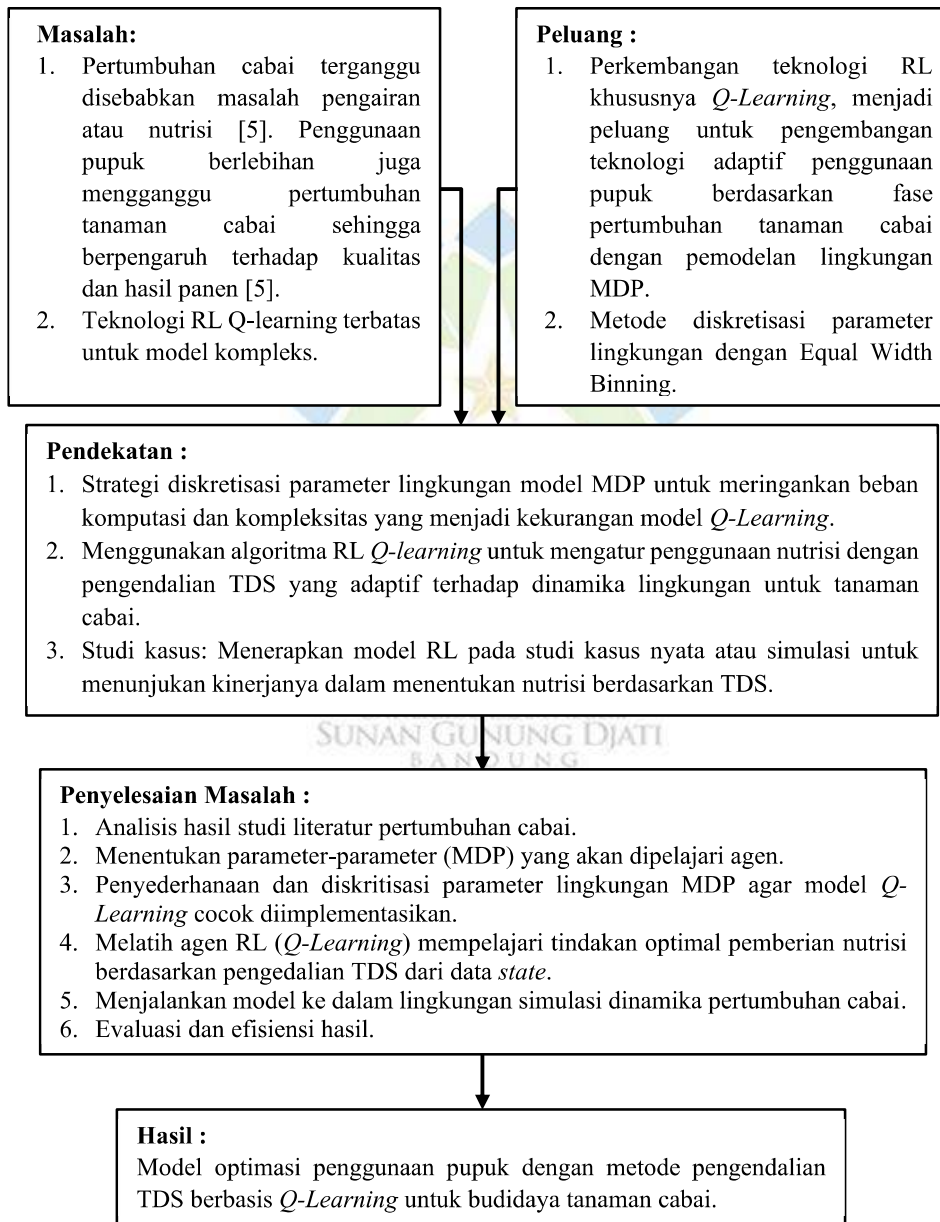 Masalah:
1. Pertumbuhan cabai terganggu
disebabkan masalah pengairan
atau nutrisi [5]. Penggunaan
pupuk berlebihan juga
mengganggu pertumbuhan
tanaman cabai sehingga
berpengaruh terhadap kualitas
dan hasil panen [5].
2. Teknologi RL Q-learning terbatas
untuk model kompleks.
Peluang :
1. Perkembangan teknologi RL
khususnya Q-Learning, menjadi
peluang untuk pengembangan
teknologi adaptif penggunaan
pupuk berdasarkan fase
pertumbuhan tanaman cabai
dengan pemodelan lingkungan
MDP.
2. Metode diskretisasi parameter
lingkungan dengan Equal Width
Binning.
Pendekatan :
1. Strategi diskretisasi parameter lingkungan model MDP untuk meringankan beban
komputasi dan kompleksitas yang menjadi kekurangan model Q-Learning.
2. Menggunakan algoritma RL Q-learning untuk mengatur penggunaan nutrisi dengan
pengendalian TDS yang adaptif terhadap dinamika lingkungan untuk tanaman
cabai.
3. Studi kasus: Menerapkan model RL pada studi kasus nyata atau simulasi untuk
menunjukan kinerjanya dalam menentukan nutrisi berdasarkan TDS.
SUNAN GUNUNG DJATI
BANDUNG
Penyelesaian Masalah :
1. Analisis hasil studi literatur pertumbuhan cabai.
2. Menentukan parameter-parameter (MDP) yang akan dipelajari agen.
3. Penyederhanaan dan diskritisasi parameter lingkungan MDP agar model Q-
Learning cocok diimplementasikan.
4. Melatih agen RL (Q-Learning) mempelajari tindakan optimal pemberian nutrisi
berdasarkan pengedalian TDS dari data state.
5. Menjalankan model ke dalam lingkungan simulasi dinamika pertumbuhan cabai.
6. Evaluasi dan efisiensi hasil.
Hasil :
Model optimasi penggunaan pupuk dengan metode pengendalian
TDS berbasis Q-Learning untuk budidaya tanaman cabai.